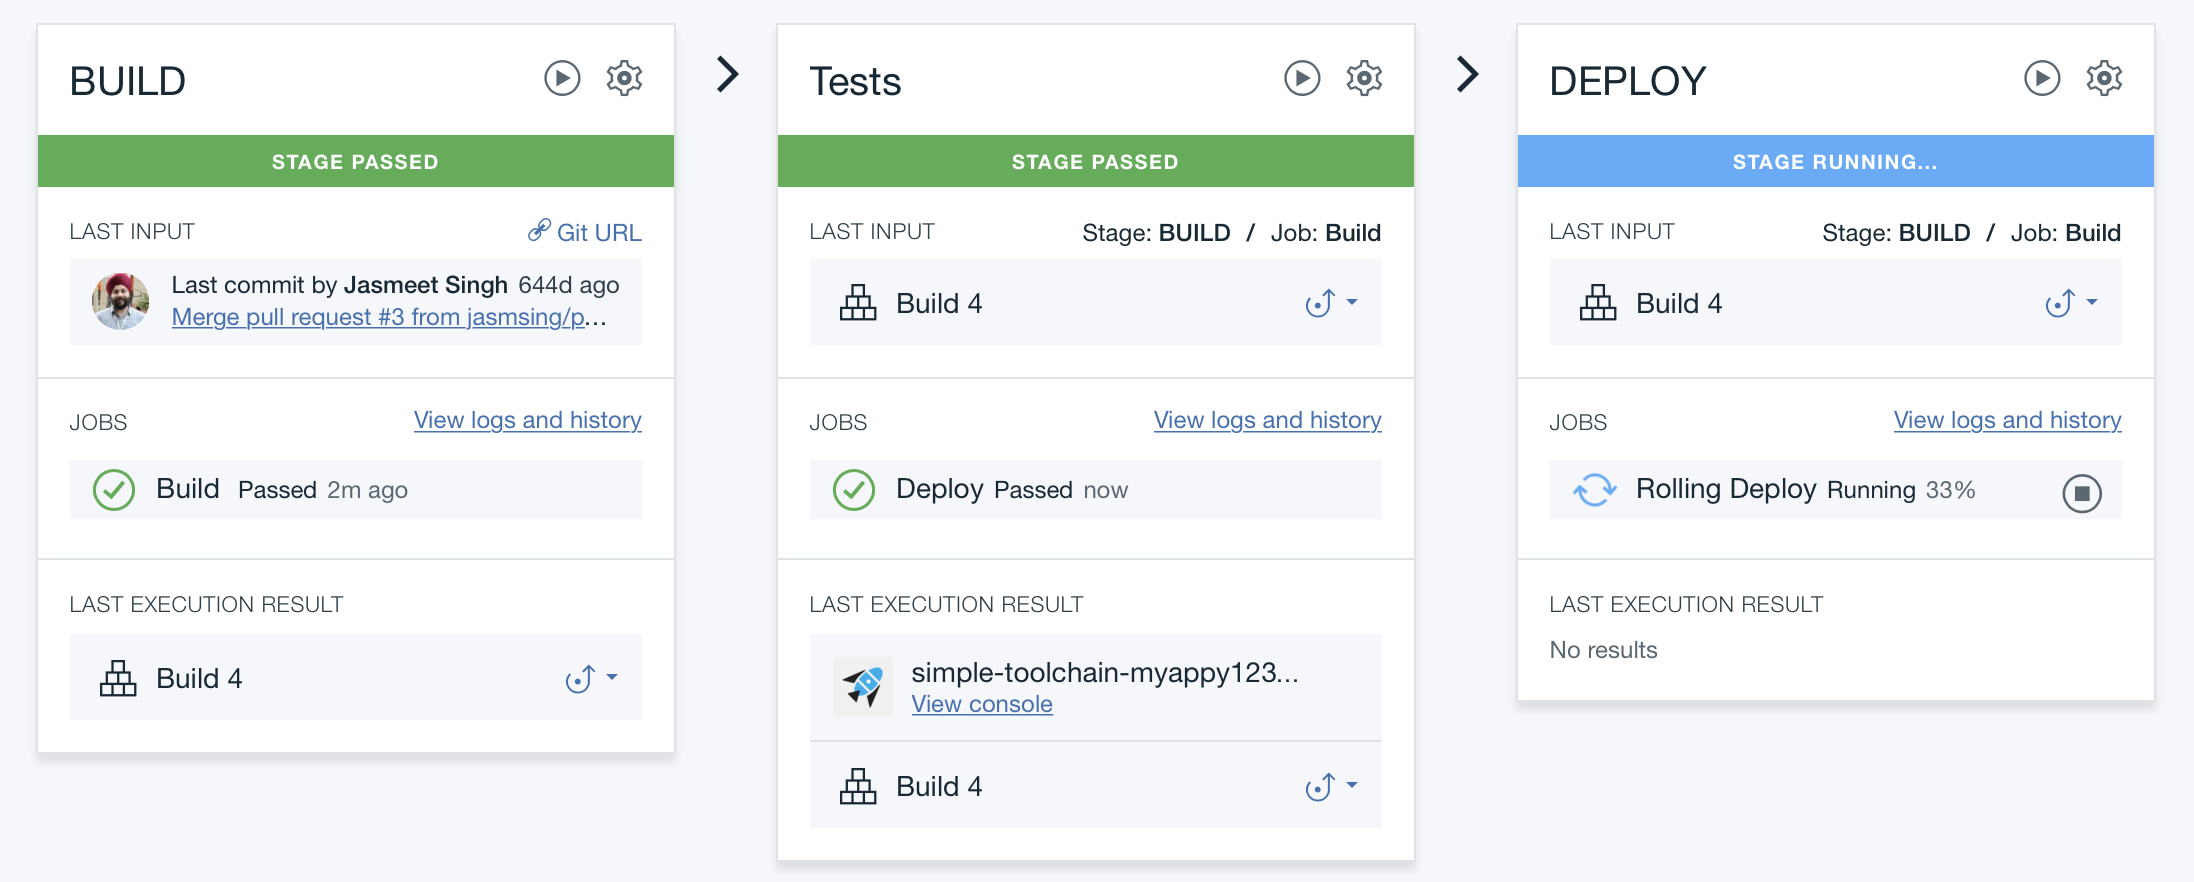 BUILD
STAGE PASSED
LAST INPUT
Git URL
Last commit by Jasmeet Singh 644d ago
Merge pull request #3 from jasmsing/p...
JOBS
View logs and history
Build Passed 2m ago
LAST EXECUTION RESULT
Build 4
Tests
STAGE PASSED
LAST INPUT
Stage: BUILD / Job: Build
Build 4
JOBS
View logs and history
Deploy Passed now
LAST EXECUTION RESULT
simple-toolchain-myappy123...
View console
Build 4
DEPLOY
STAGE RUNNING...
LAST INPUT
Stage: BUILD / Job: Build
Build 4
JOBS
View logs and history
Rolling Deploy Running 33%
LAST EXECUTION RESULT
No results